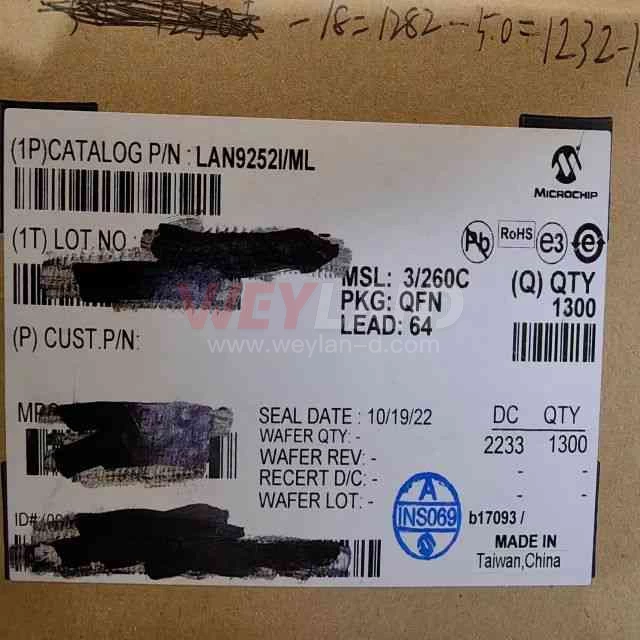 -18=1282-50=1232-
(1P)CATALOG P/N : LAN9252I/ML
MICROCHIP
(1T) LOT NO :
Pb RoHS e3 e
MSL: 3/260C
PKG: QFN
LEAD: 64
(Q) QTY
1300
WEYLAN-D
www.weylan-d.com
(P) CUST.P/N:
SEAL DATE : 10/19/22
WAFER QTY: -
WAFER REV: -
RECERT D/C: -
WAFER LOT: -
DC QTY
2233 1300
- -
- -
ID#
A
INS069
b17093 /
MADE IN
Taiwan,China